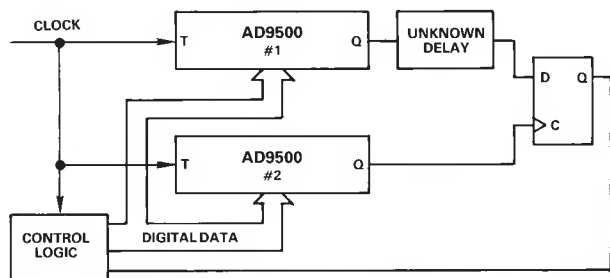 CLOCK
T
AD9500
#1
Q
UNKNOWN
DELAY
D
Q
C
T
AD9500
#2
Q
CONTROL
LOGIC
DIGITAL DATA